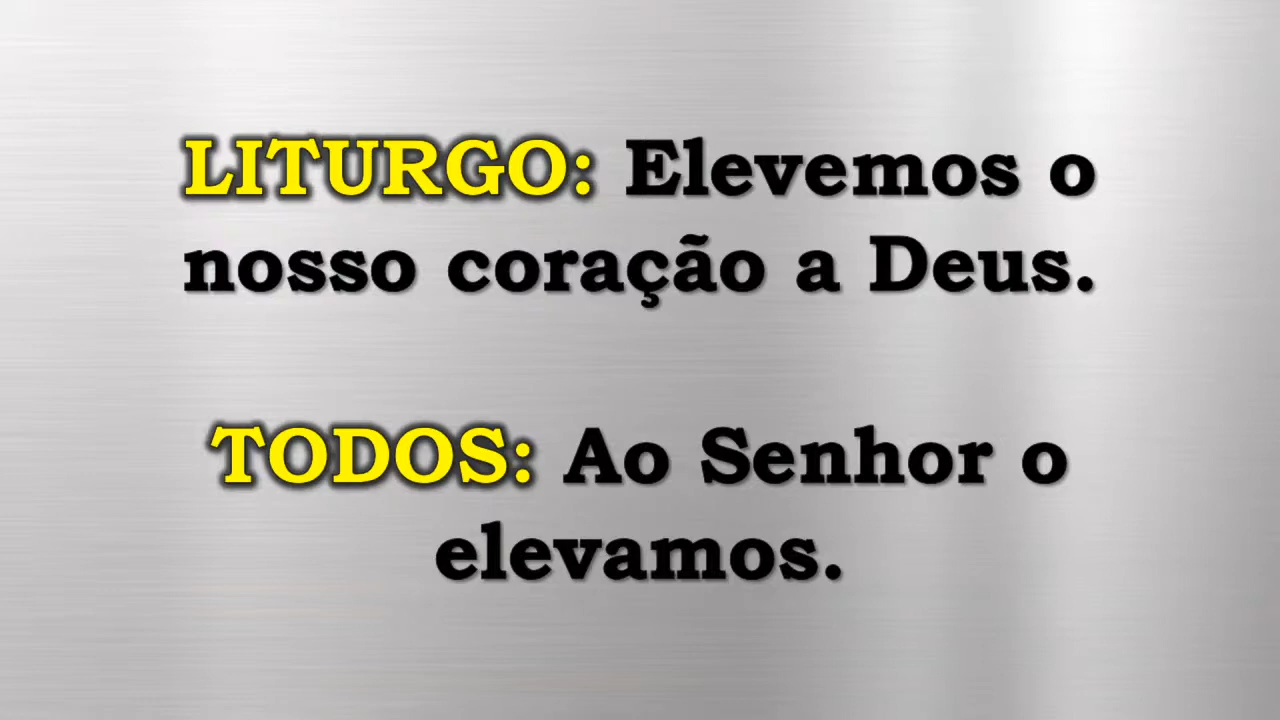 LITURGO: Elevemos o
nosso coração a Deus.
TODOS: Ao Senhor o
elevamos.